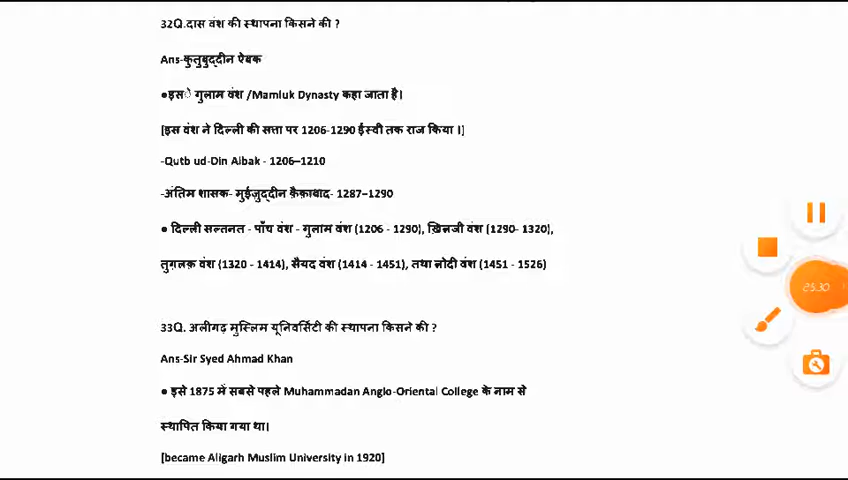 32Q.दास वंश की स्थापना किसने की ?
Ans-कुतुबुद्दीन ऐबक
●इसे गुलाम वंश /Mamluk Dynasty कहा जाता है।
[इस वंश ने दिल्ली की सत्ता पर 1206-1290 ईस्वी तक राज किया ।]
-Qutb ud-Din Aibak - 1206–1210
-अंतिम शासक- मुईज़ुद्दीन क़ैक़ाबाद- 1287–1290
● दिल्ली सल्तनत - पाँच वंश - गुलाम वंश (1206 - 1290), ख़िलजी वंश (1290- 1320),
तुग़लक़ वंश (1320 - 1414), सैयद वंश (1414 - 1451), तथा लोदी वंश (1451 - 1526)
33Q. अलीगढ़ मुस्लिम यूनिवर्सिटी की स्थापना किसने की ?
Ans-Sir Syed Ahmad Khan
● इसे 1875 में सबसे पहले Muhammadan Anglo-Oriental College के नाम से
स्थापित किया गया था।
[became Aligarh Muslim University in 1920]
25:30